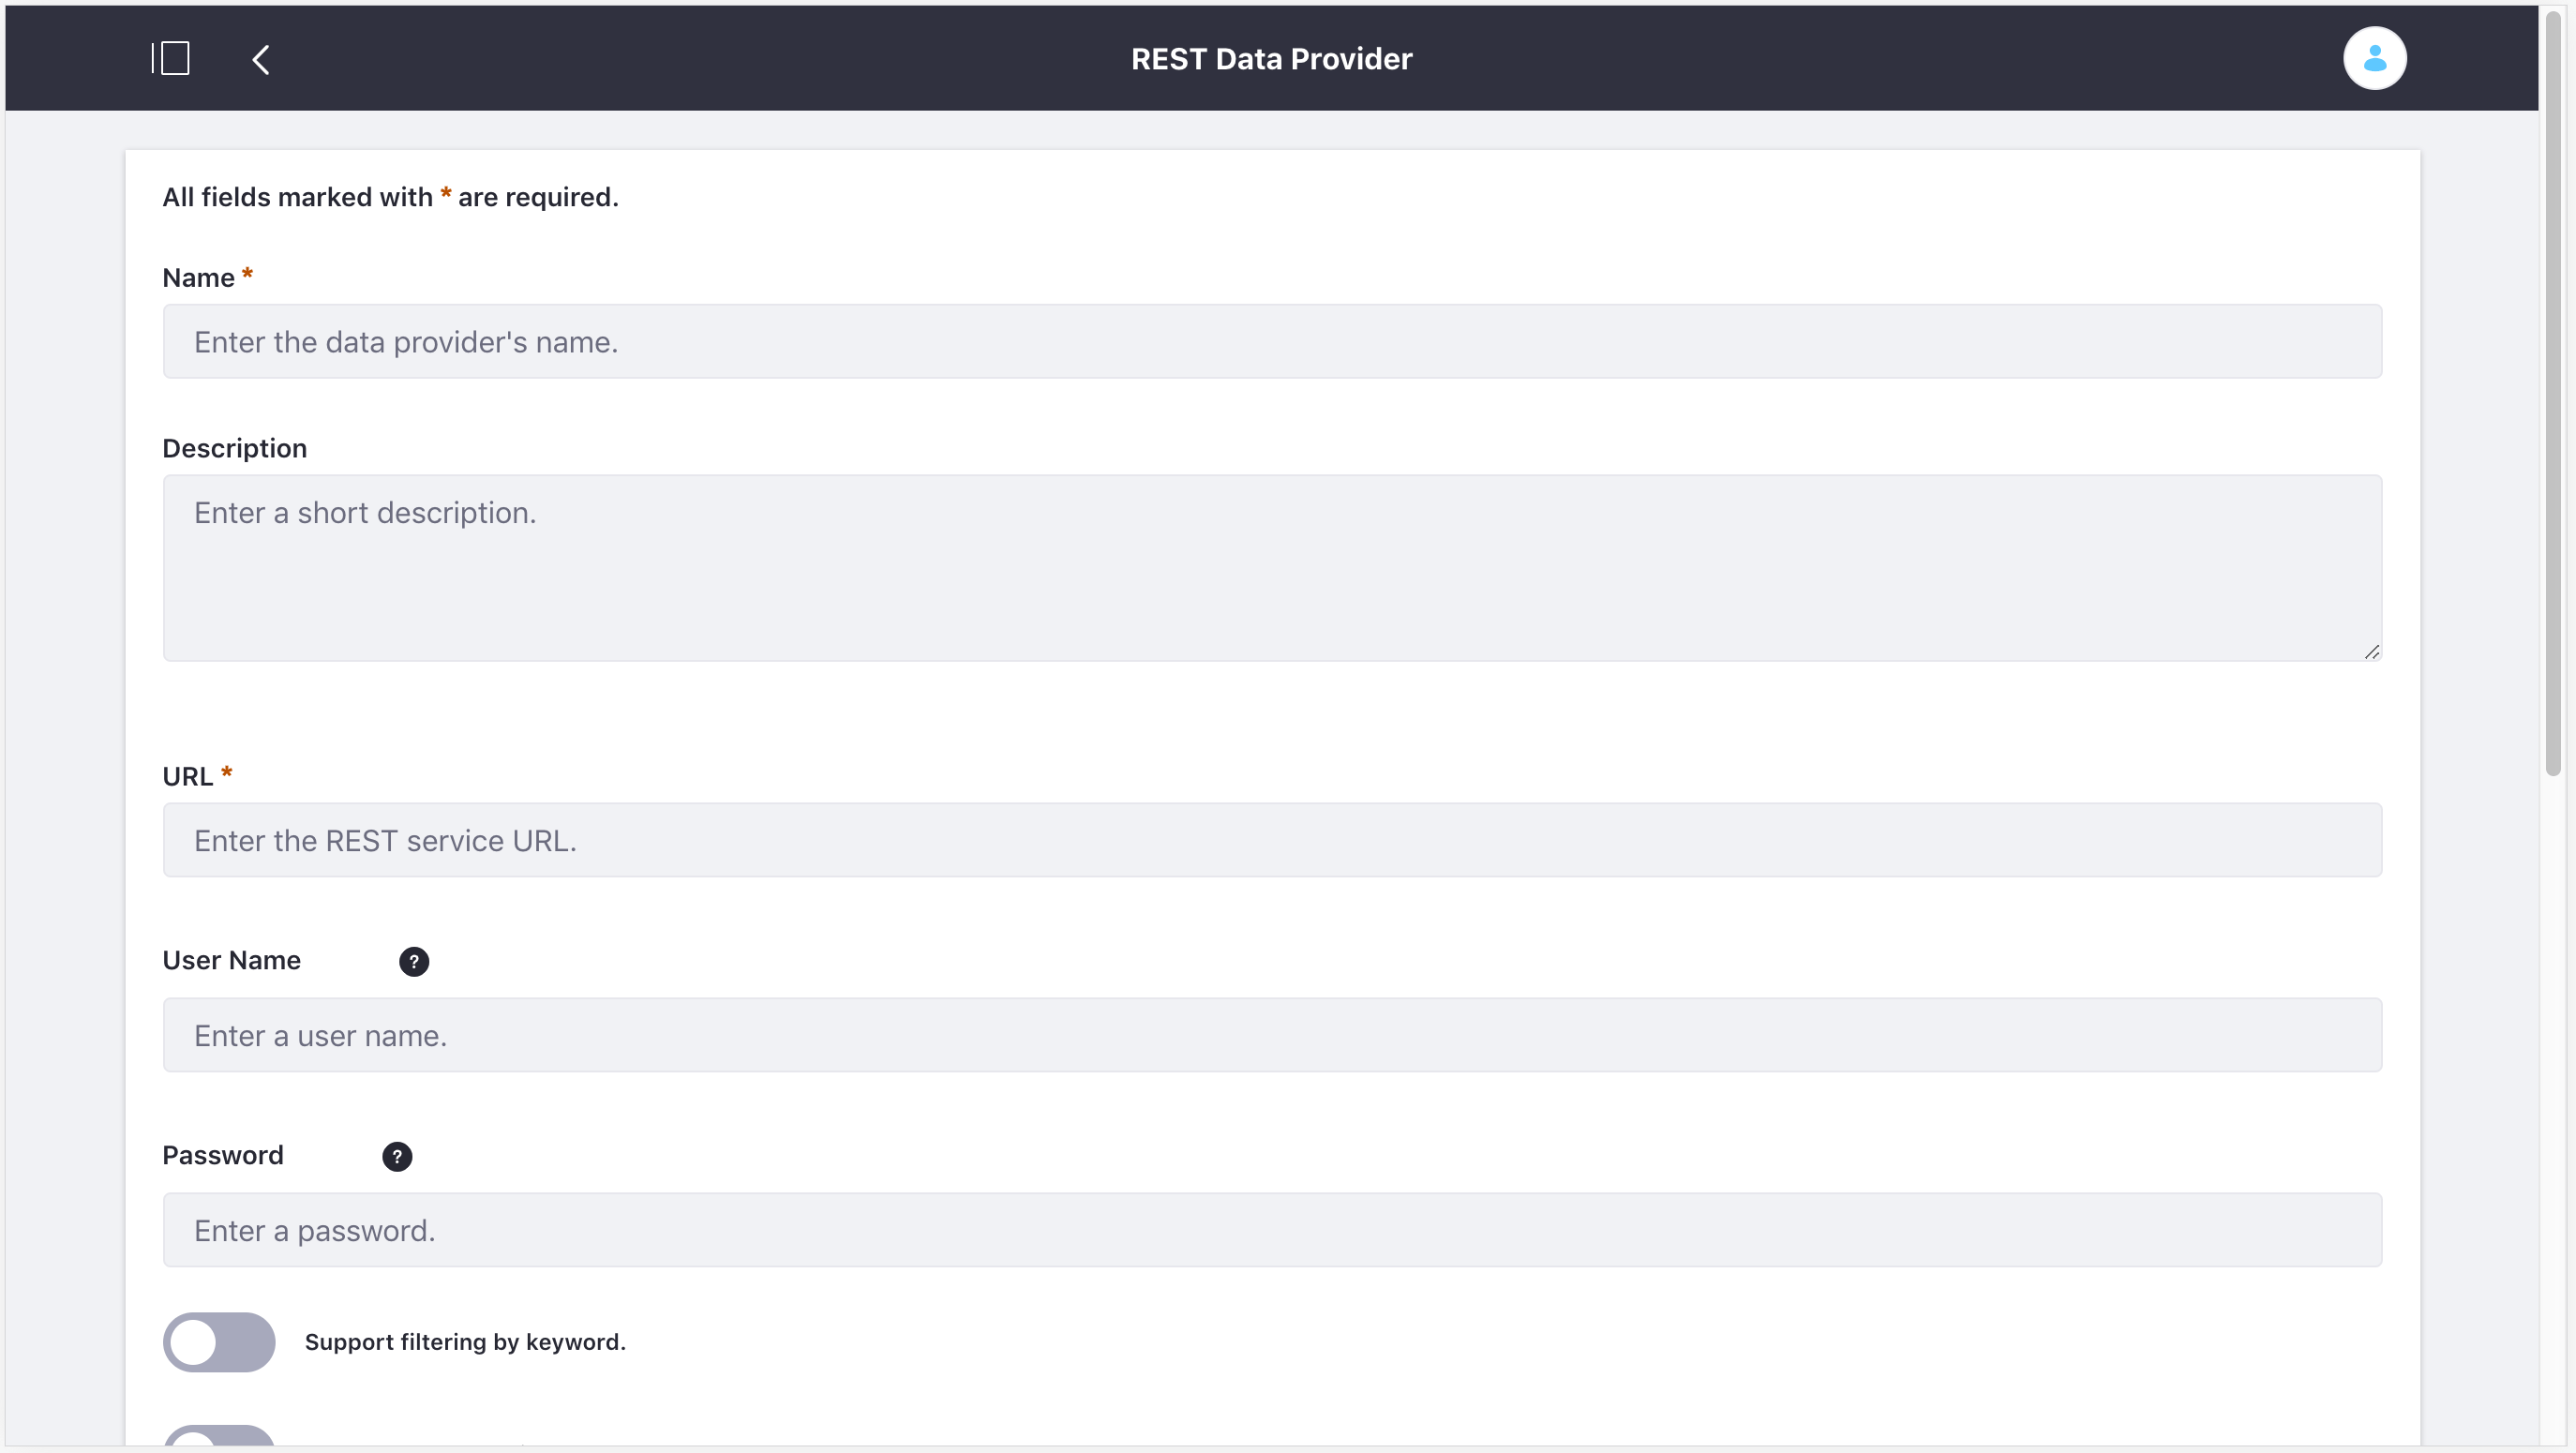 REST Data Provider
All fields marked with * are required.
Name *
Enter the data provider's name.
Description
Enter a short description.
URL *
Enter the REST service URL.
User Name ?
Enter a user name.
Password ?
Enter a password.
Support filtering by keyword.